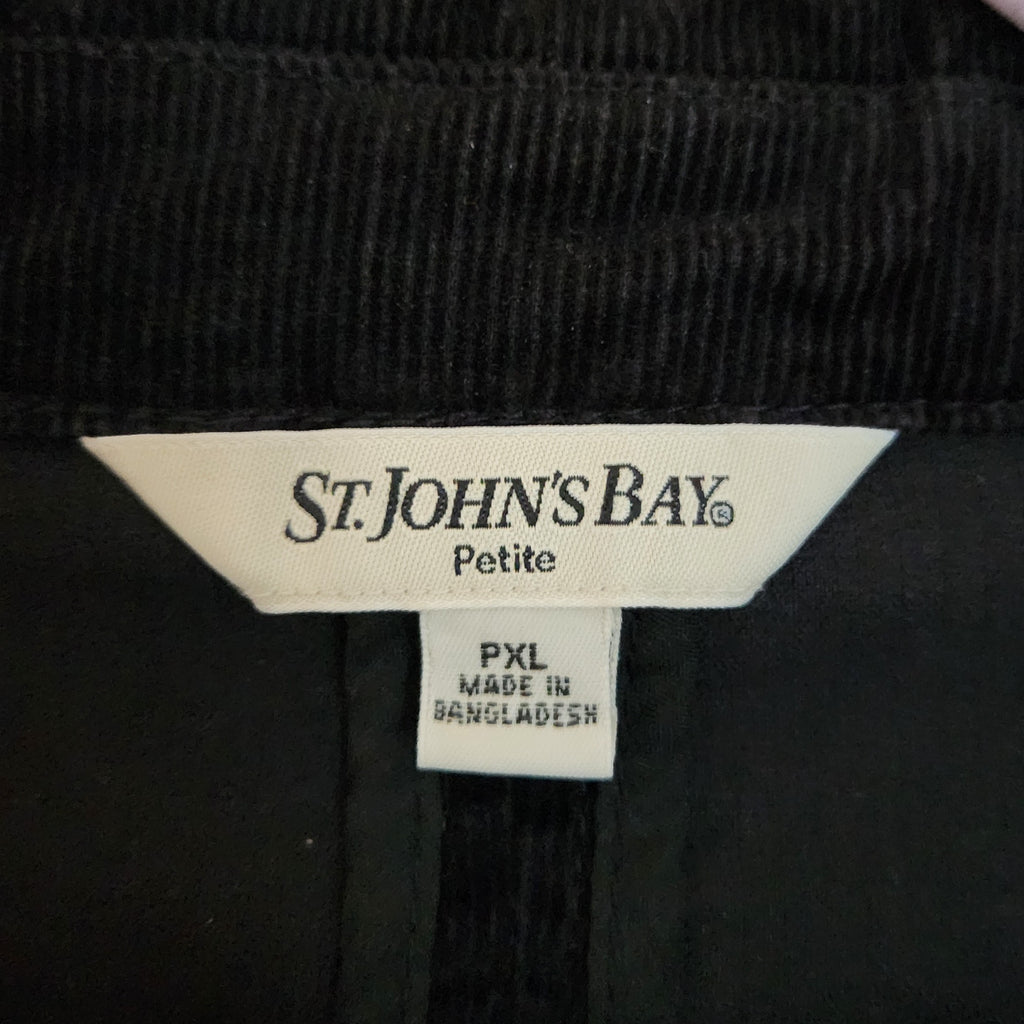 ST. JOHN'S BAY®
Petite
PXL
MADE IN
BANGLADESH